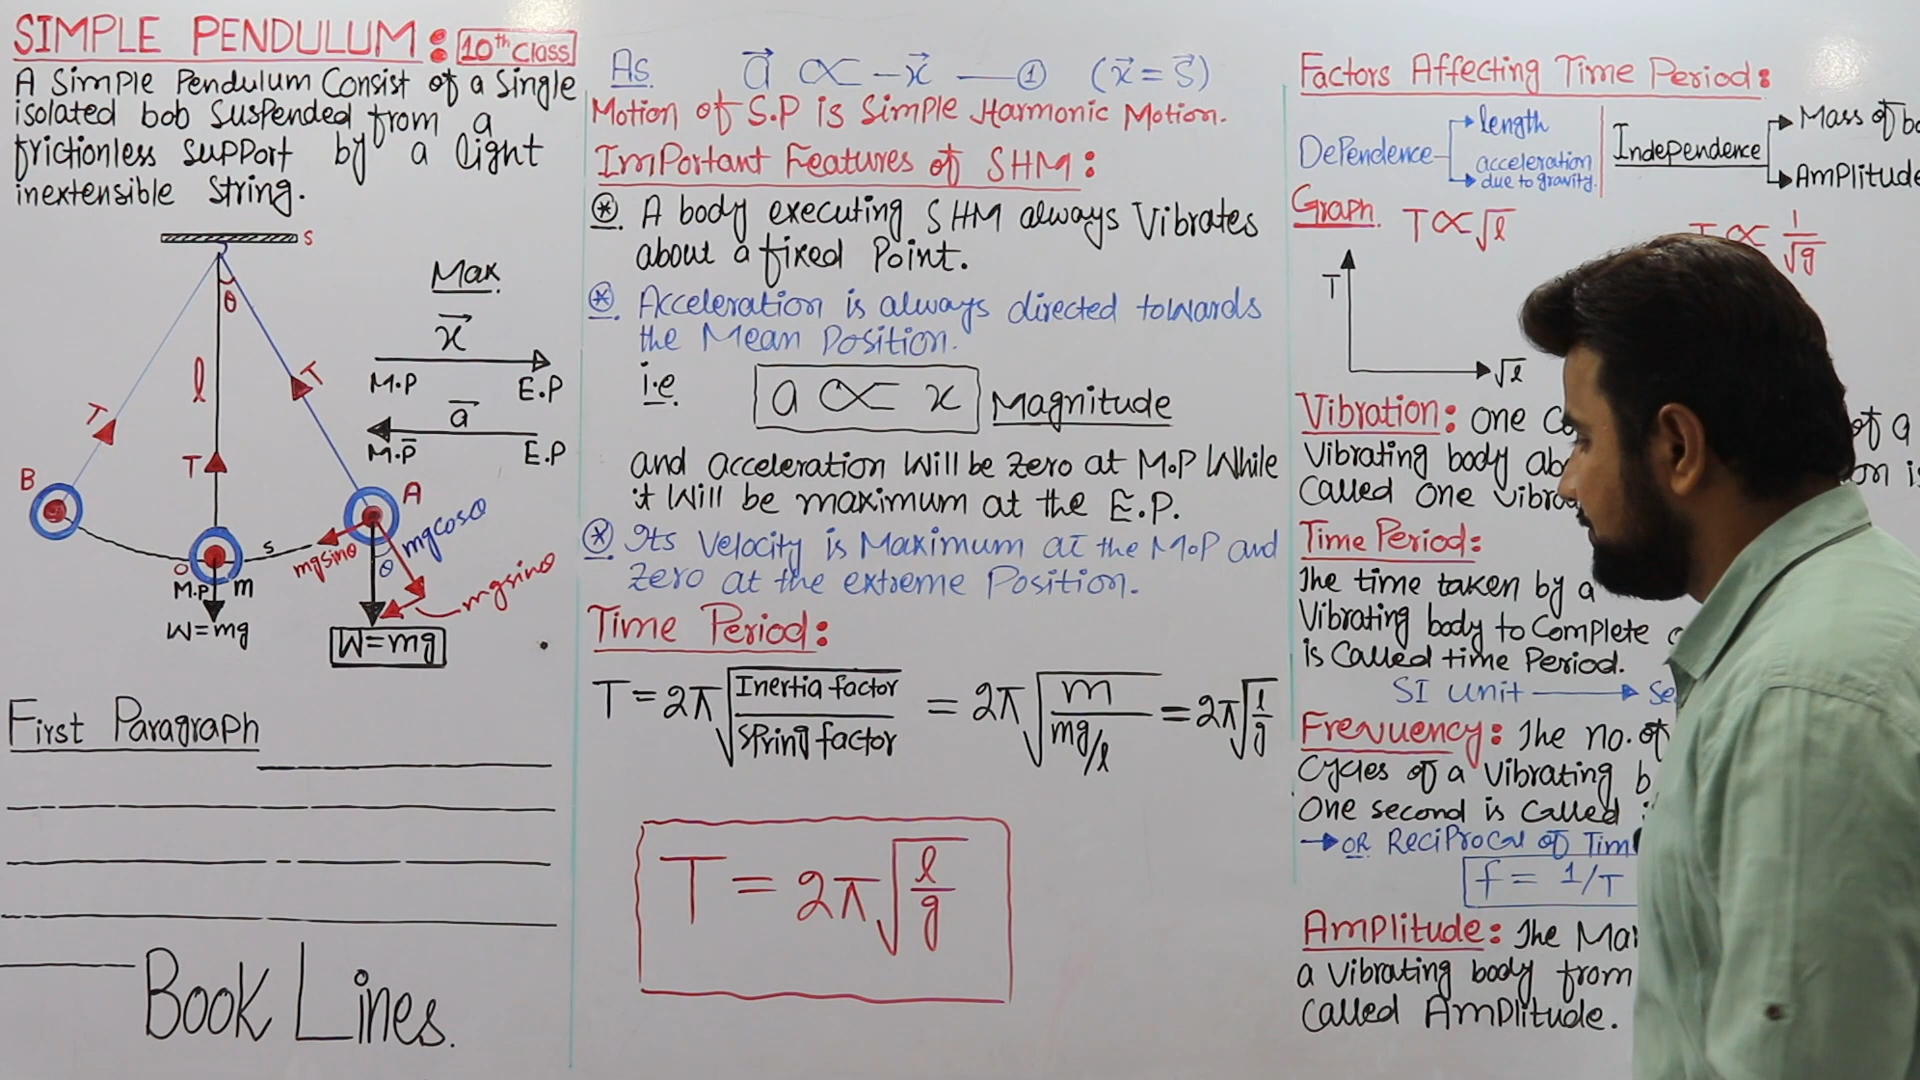 SIMPLE PENDULUM:
10th Class
A Simple Pendulum Consist of a Single
isolated bob Suspended from a
frictionless support by a light
inextensible String.
S
θ
Max
x⃗
M.P E.P
a⃗
M.P E.P
l
T
T
T
B
A
O
s
M.P
m
mgsinθ
mgcosθ
θ
mgsinθ
W=mg
W=mg
First Paragraph
Book Lines.
As a⃗ ∝ -x⃗ — ① (x⃗ = S⃗)
Motion of S.P is Simple Harmonic Motion.
Important Features of SHM:
* A body executing SHM always Vibrates
about a fixed Point.
* Acceleration is always directed towards
the Mean Position.
i.e a ∝ x Magnitude
and acceleration Will be zero at M.P While
it Will be maximum at the E.P.
* Its Velocity is Maximum at the M.P and
Zero at the extreme Position.
Time Period:
T = 2π√(Inertia factor/Spring factor) = 2π√(m/(mg/l)) = 2π√(l/g)
T = 2π√(l/g)
Factors Affecting Time Period:
Dependence length
acceleration
due to gravity.
Independence Mass of
Amplitude
Graph T ∝ √l
T ∝ 1/√g
T
√l
Vibration: One of a
Vibrating body
Called One
Time Period:
The time taken by a
Vibrating body to Complete
is Called time Period.
SI Unit →
Frequency: The no. of
Cycles of a Vibrating
One second is Called
→ OR Reciprocal of
f = 1/T
Amplitude: The
a Vibrating body from
Called Amplitude.